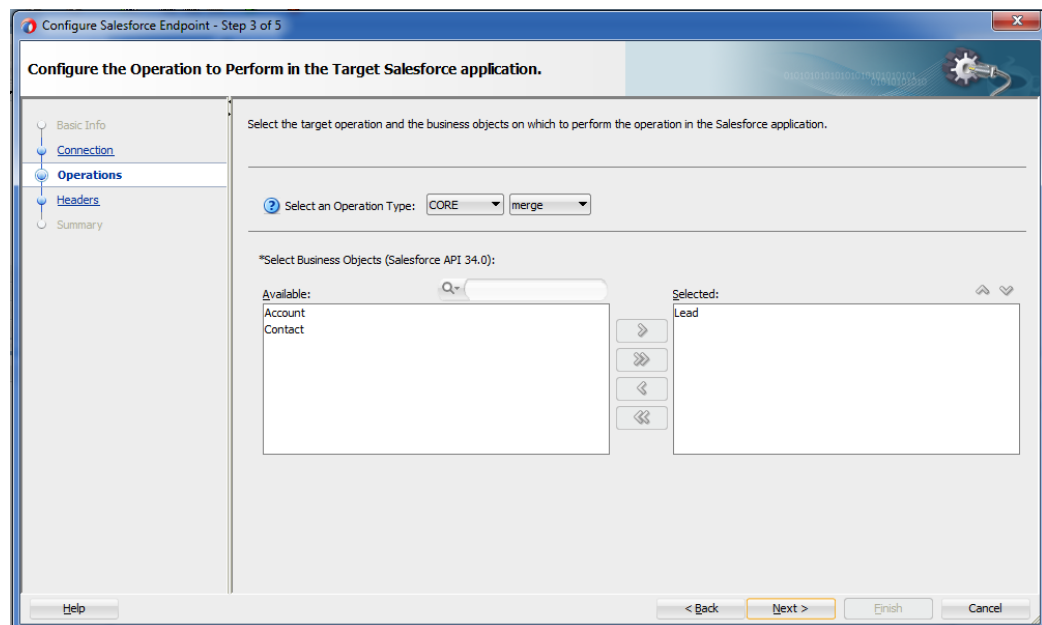 Configure Salesforce Endpoint - Step 3 of 5
Configure the Operation to Perform in the Target Salesforce application.
Basic Info
Connection
Operations
Headers
Summary
Select the target operation and the business objects on which to perform the operation in the Salesforce application.
Select an Operation Type: CORE merge
*Select Business Objects (Salesforce API 34.0):
Available:
Selected:
Account
Contact
Lead
Help
< Back Next > Finish Cancel